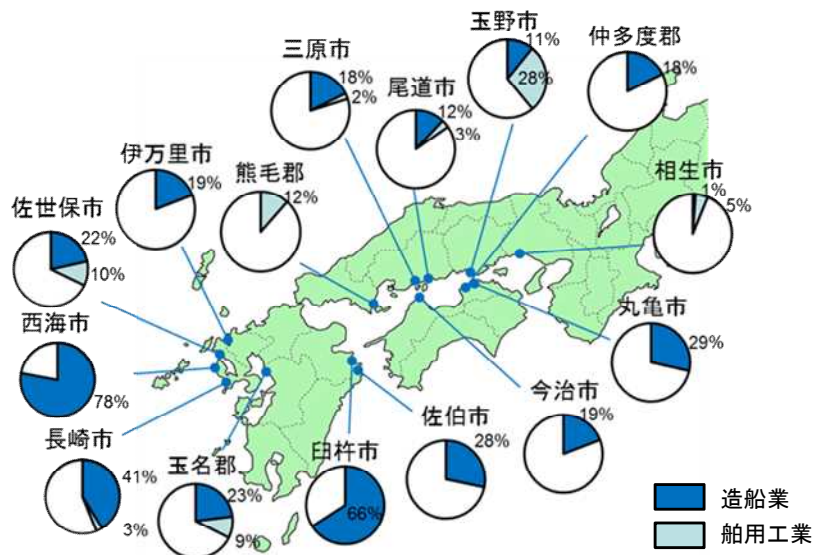 三原市
18%
2%
尾道市
12%
3%
玉野市
11%
28%
仲多度郡
18%
伊万里市
19%
熊毛郡
12%
相生市
1%
5%
佐世保市
22%
10%
丸亀市
29%
西海市
78%
今治市
19%
佐伯市
28%
長崎市
41%
3%
玉名郡
23%
9%
臼杵市
66%
造船業
舶用工業